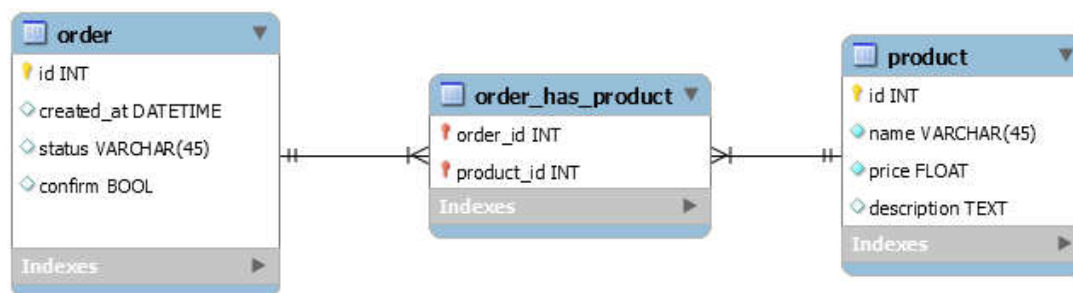 order
id INT
created_at DATETIME
status VARCHAR(45)
confirm BOOL
Indexes
order_has_product
order_id INT
product_id INT
Indexes
product
id INT
name VARCHAR(45)
price FLOAT
description TEXT
Indexes